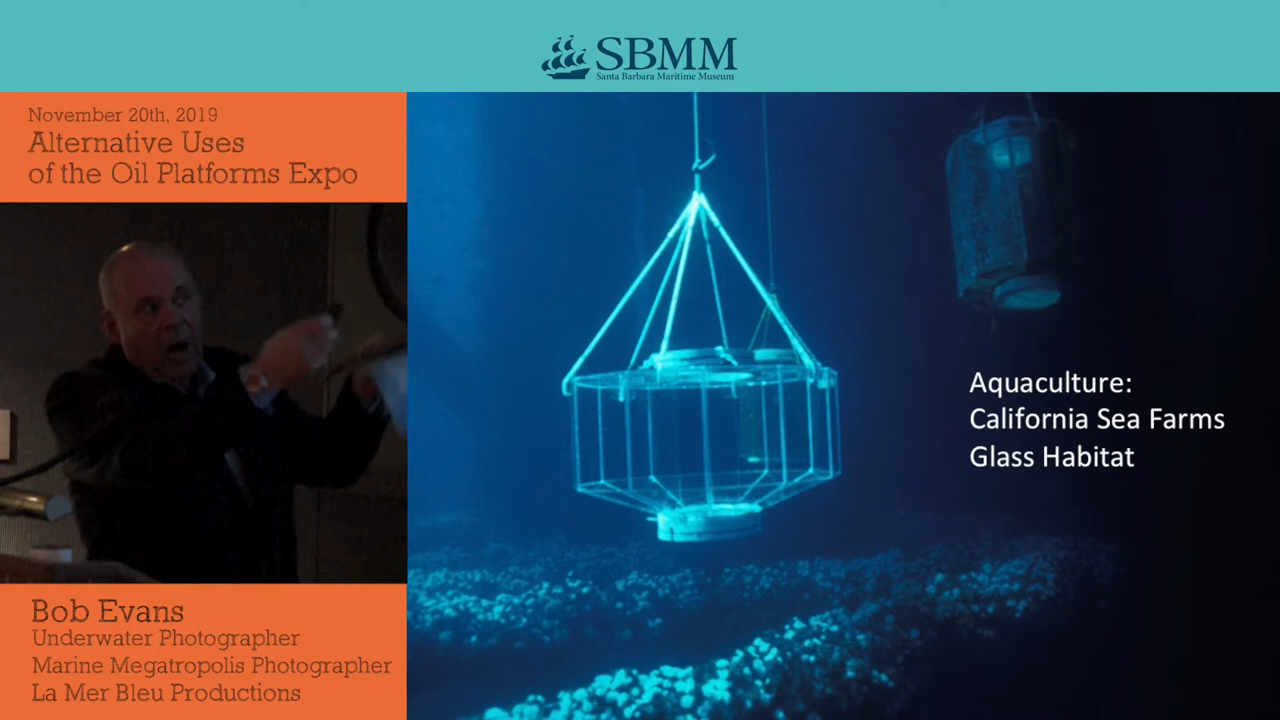 SBMM
Santa Barbara Maritime Museum
November 20th, 2019
Alternative Uses
of the Oil Platforms Expo
Aquaculture:
California Sea Farms
Glass Habitat
Bob Evans
Underwater Photographer
Marine Megatropolis Photographer
La Mer Bleu Productions